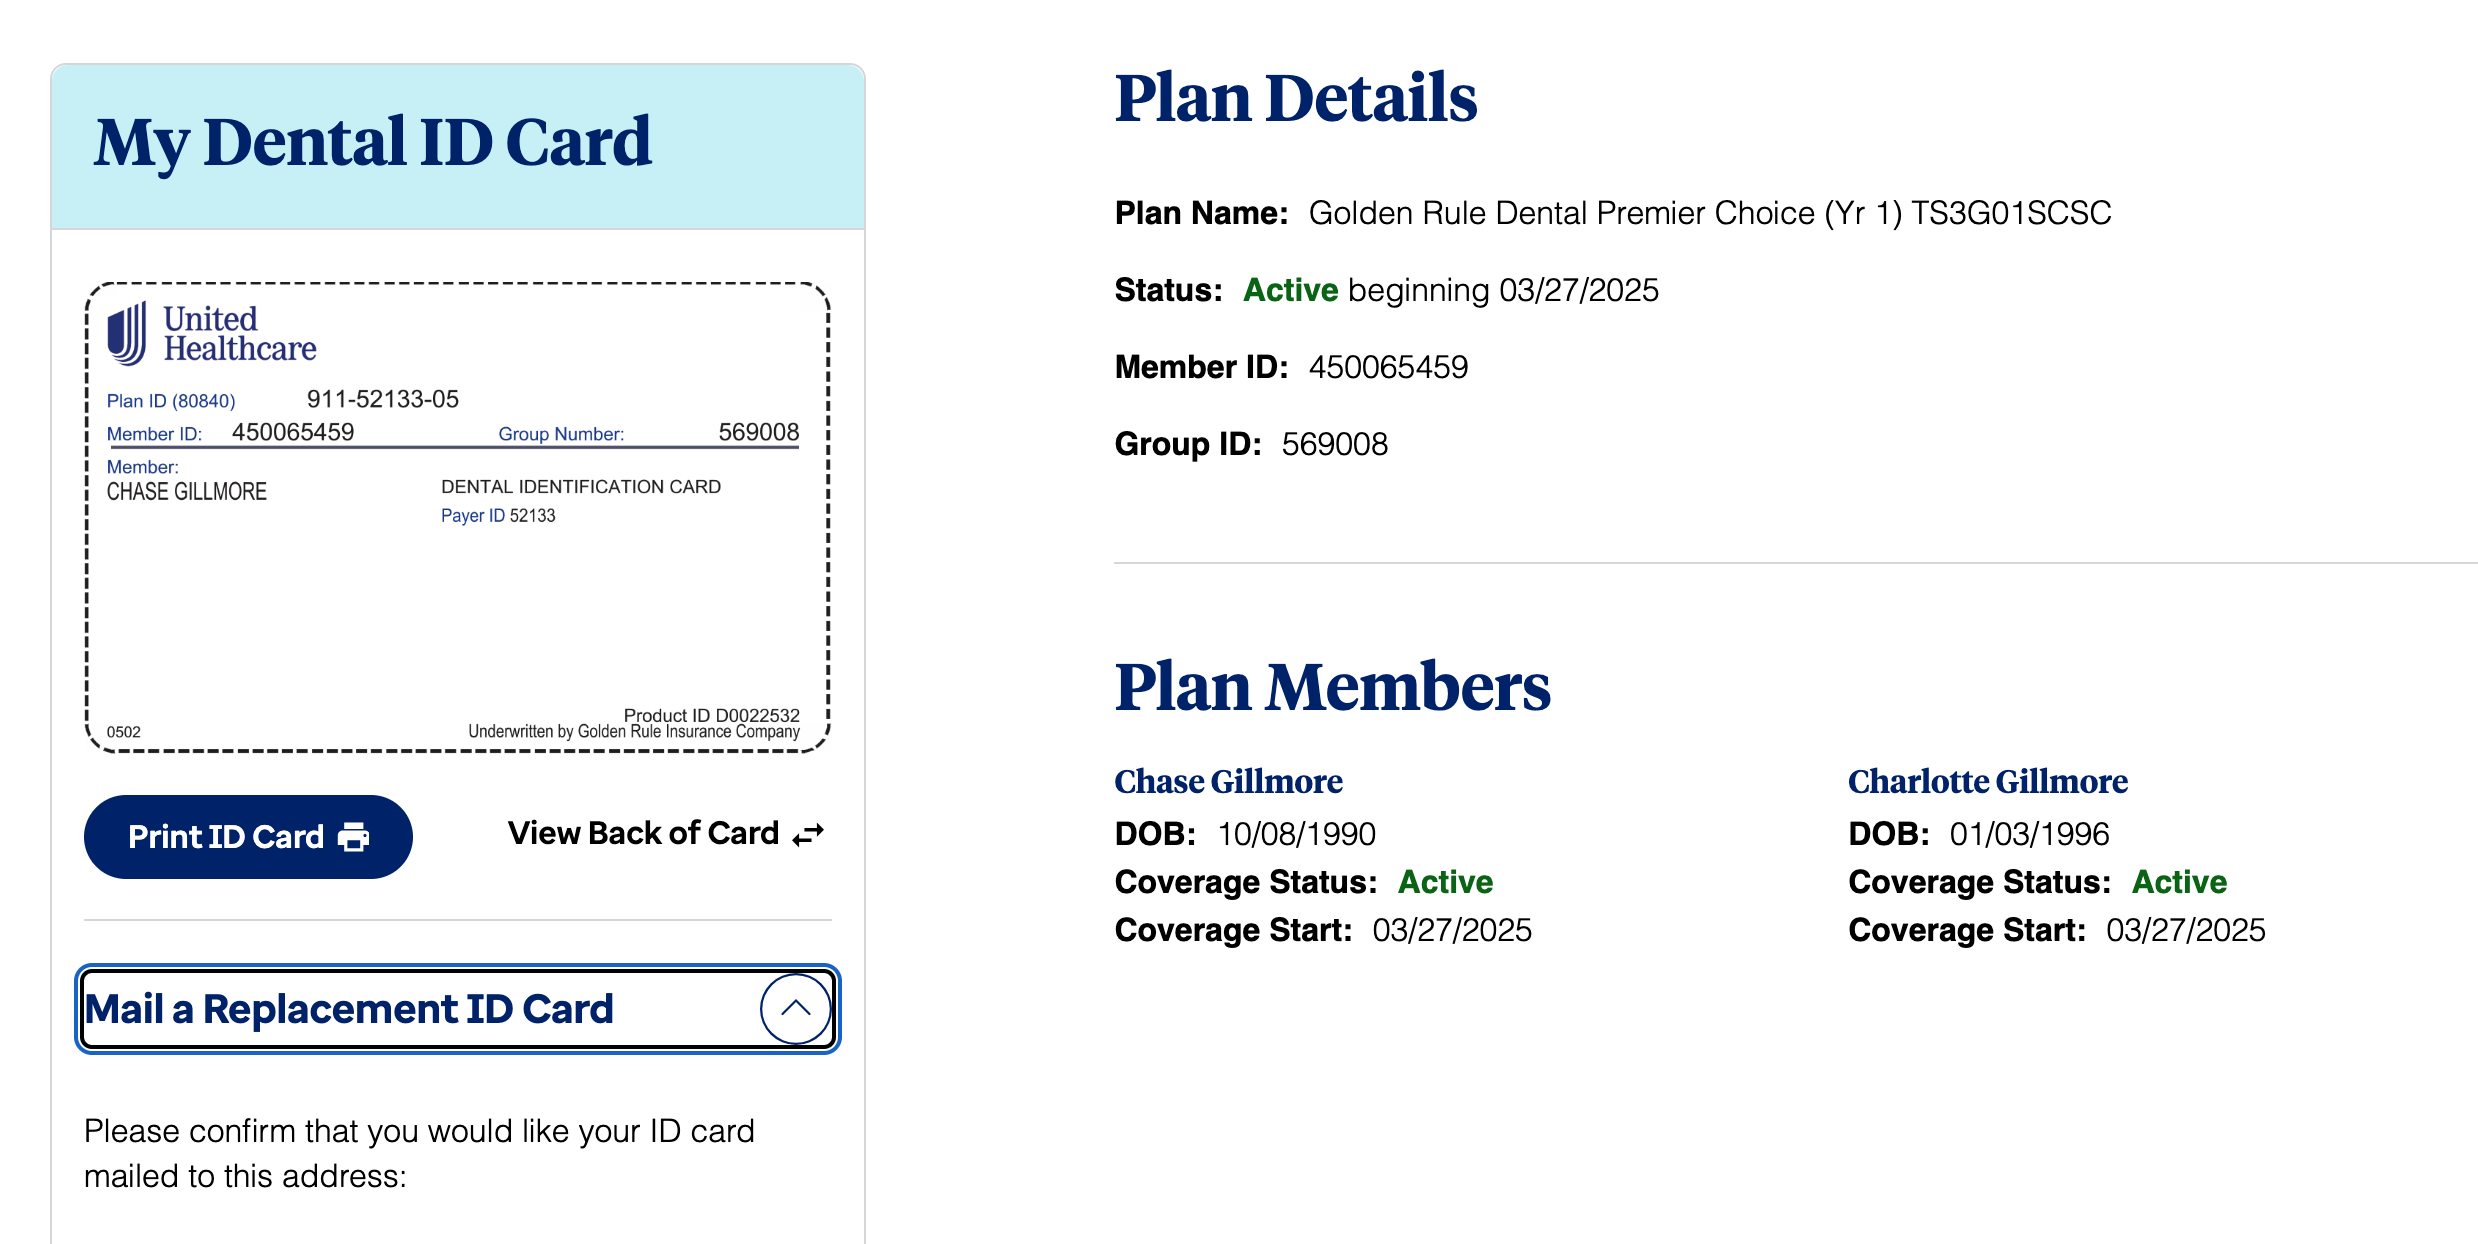 My Dental ID Card
United
Healthcare
Plan ID (80840) 911-52133-05
Member ID: 450065459 Group Number: 569008
Member:
CHASE GILLMORE
DENTAL IDENTIFICATION CARD
Payer ID 52133
Product ID D0022532
0502 Underwritten by Golden Rule Insurance Company
Print ID Card
View Back of Card
Mail a Replacement ID Card
Please confirm that you would like your ID card
mailed to this address:
Plan Details
Plan Name: Golden Rule Dental Premier Choice (Yr 1) TS3G01SCSC
Status: Active beginning 03/27/2025
Member ID: 450065459
Group ID: 569008
Plan Members
Chase Gillmore
DOB: 10/08/1990
Coverage Status: Active
Coverage Start: 03/27/2025
Charlotte Gillmore
DOB: 01/03/1996
Coverage Status: Active
Coverage Start: 03/27/2025